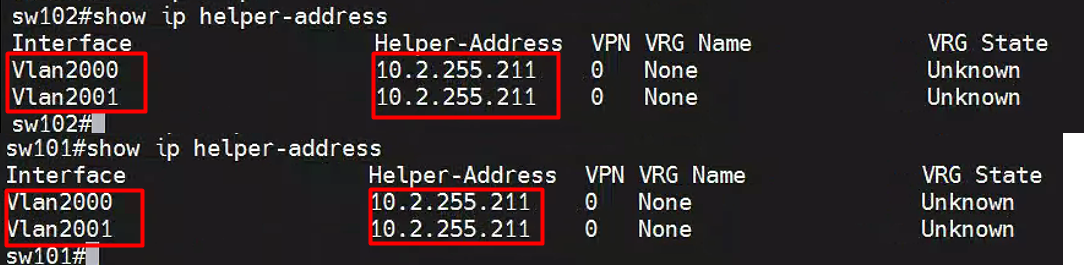 sw102#show ip helper-address
Interface Helper-Address VPN VRG Name VRG State
Vlan2000 10.2.255.211 0 None Unknown
Vlan2001 10.2.255.211 0 None Unknown
sw102#
sw101#show ip helper-address
Interface Helper-Address VPN VRG Name VRG State
Vlan2000 10.2.255.211 0 None Unknown
Vlan2001 10.2.255.211 0 None Unknown
sw101#